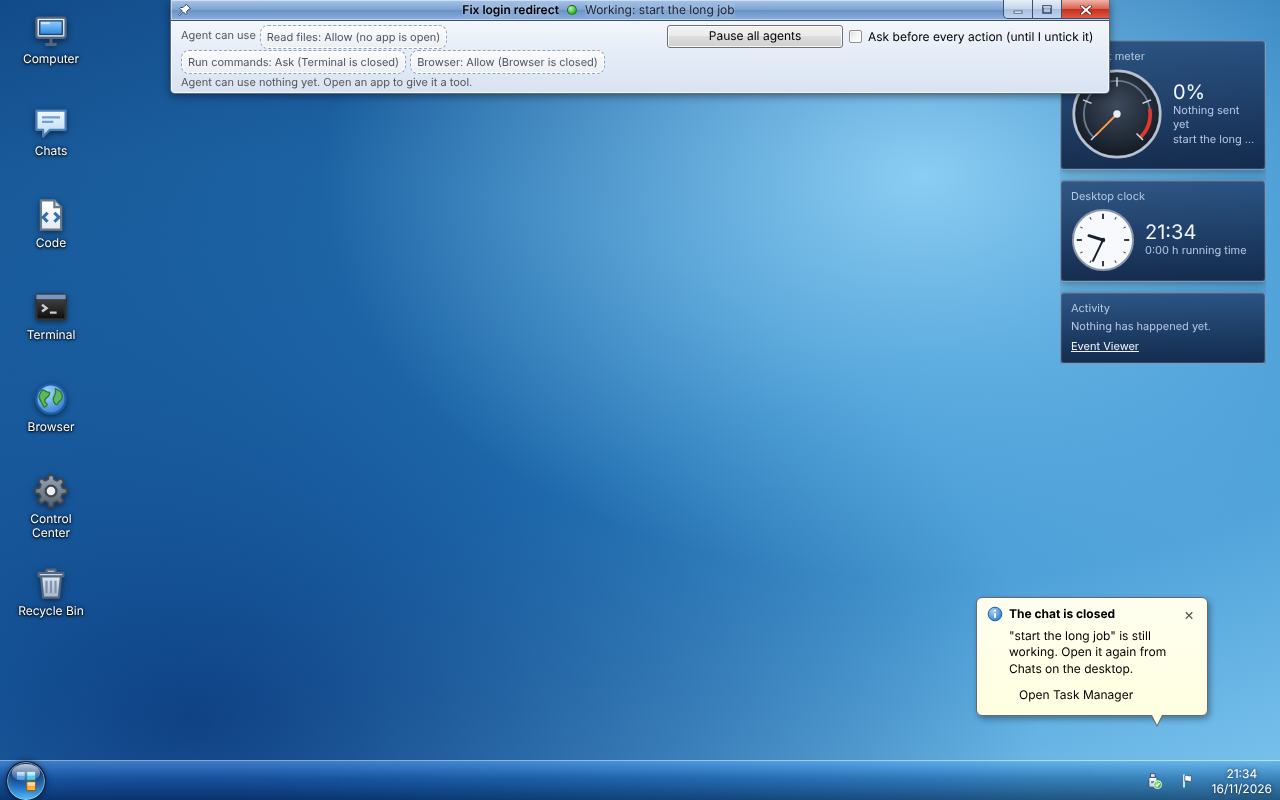 Fix login redirect Working: start the long job
Agent can use Read files: Allow (no app is open)
Run commands: Ask (Terminal is closed) Browser: Allow (Browser is closed)
Agent can use nothing yet. Open an app to give it a tool.
Pause all agents
Ask before every action (until I untick it)
Computer
Chats
Code
Terminal
Browser
Control
Center
Recycle Bin
meter
0%
Nothing sent
yet
start the long ...
Desktop clock
21:34
0:00 h running time
Activity
Nothing has happened yet.
Event Viewer
The chat is closed
"start the long job" is still
working. Open it again from
Chats on the desktop.
Open Task Manager
21:34
16/11/2026